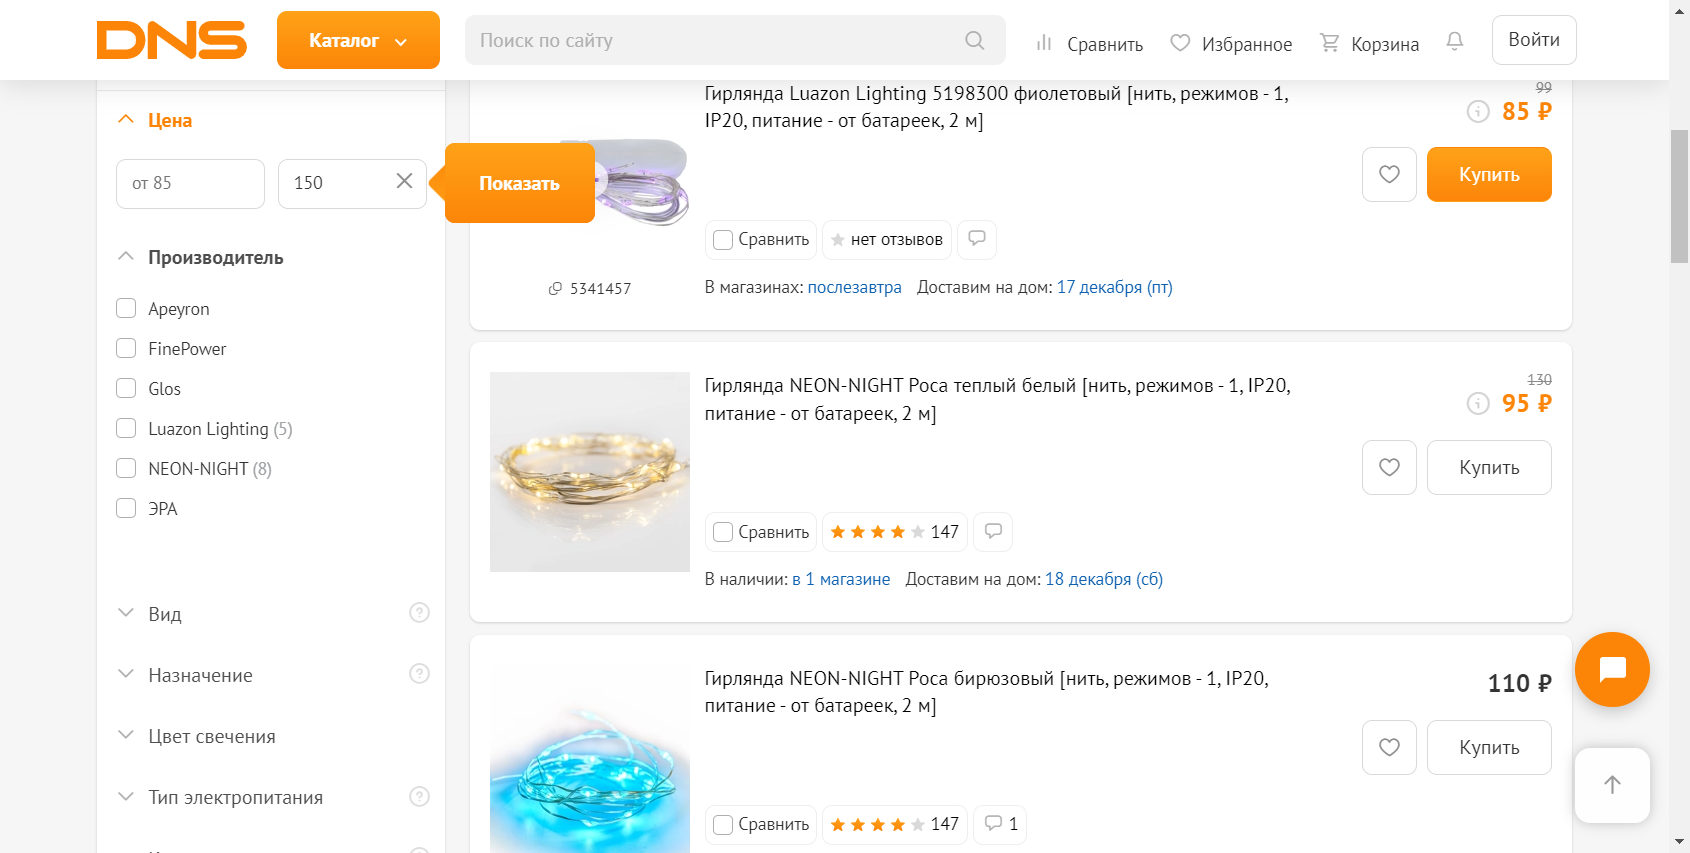 DNS
Каталог
Поиск по сайту
Сравнить
Избранное
Корзина
Войти
Цена
от 85
150
Показать
Производитель
Apeyron
FinePower
Glos
Luazon Lighting (5)
NEON-NIGHT (8)
ЭРА
Вид
Назначение
Цвет свечения
Тип электропитания
Гирлянда Luazon Lighting 5198300 фиолетовый [нить, режимов - 1,
IP20, питание - от батареек, 2 м]
99
85 ₽
Купить
Сравнить
нет отзывов
5341457
В магазинах: послезавтра Доставим на дом: 17 декабря (пт)
Гирлянда NEON-NIGHT Роса теплый белый [нить, режимов - 1, IP20,
питание - от батареек, 2 м]
130
95 ₽
Купить
Сравнить
147
В наличии: в 1 магазине Доставим на дом: 18 декабря (сб)
Гирлянда NEON-NIGHT Роса бирюзовый [нить, режимов - 1, IP20,
питание - от батареек, 2 м]
110 ₽
Купить
Сравнить
147
1